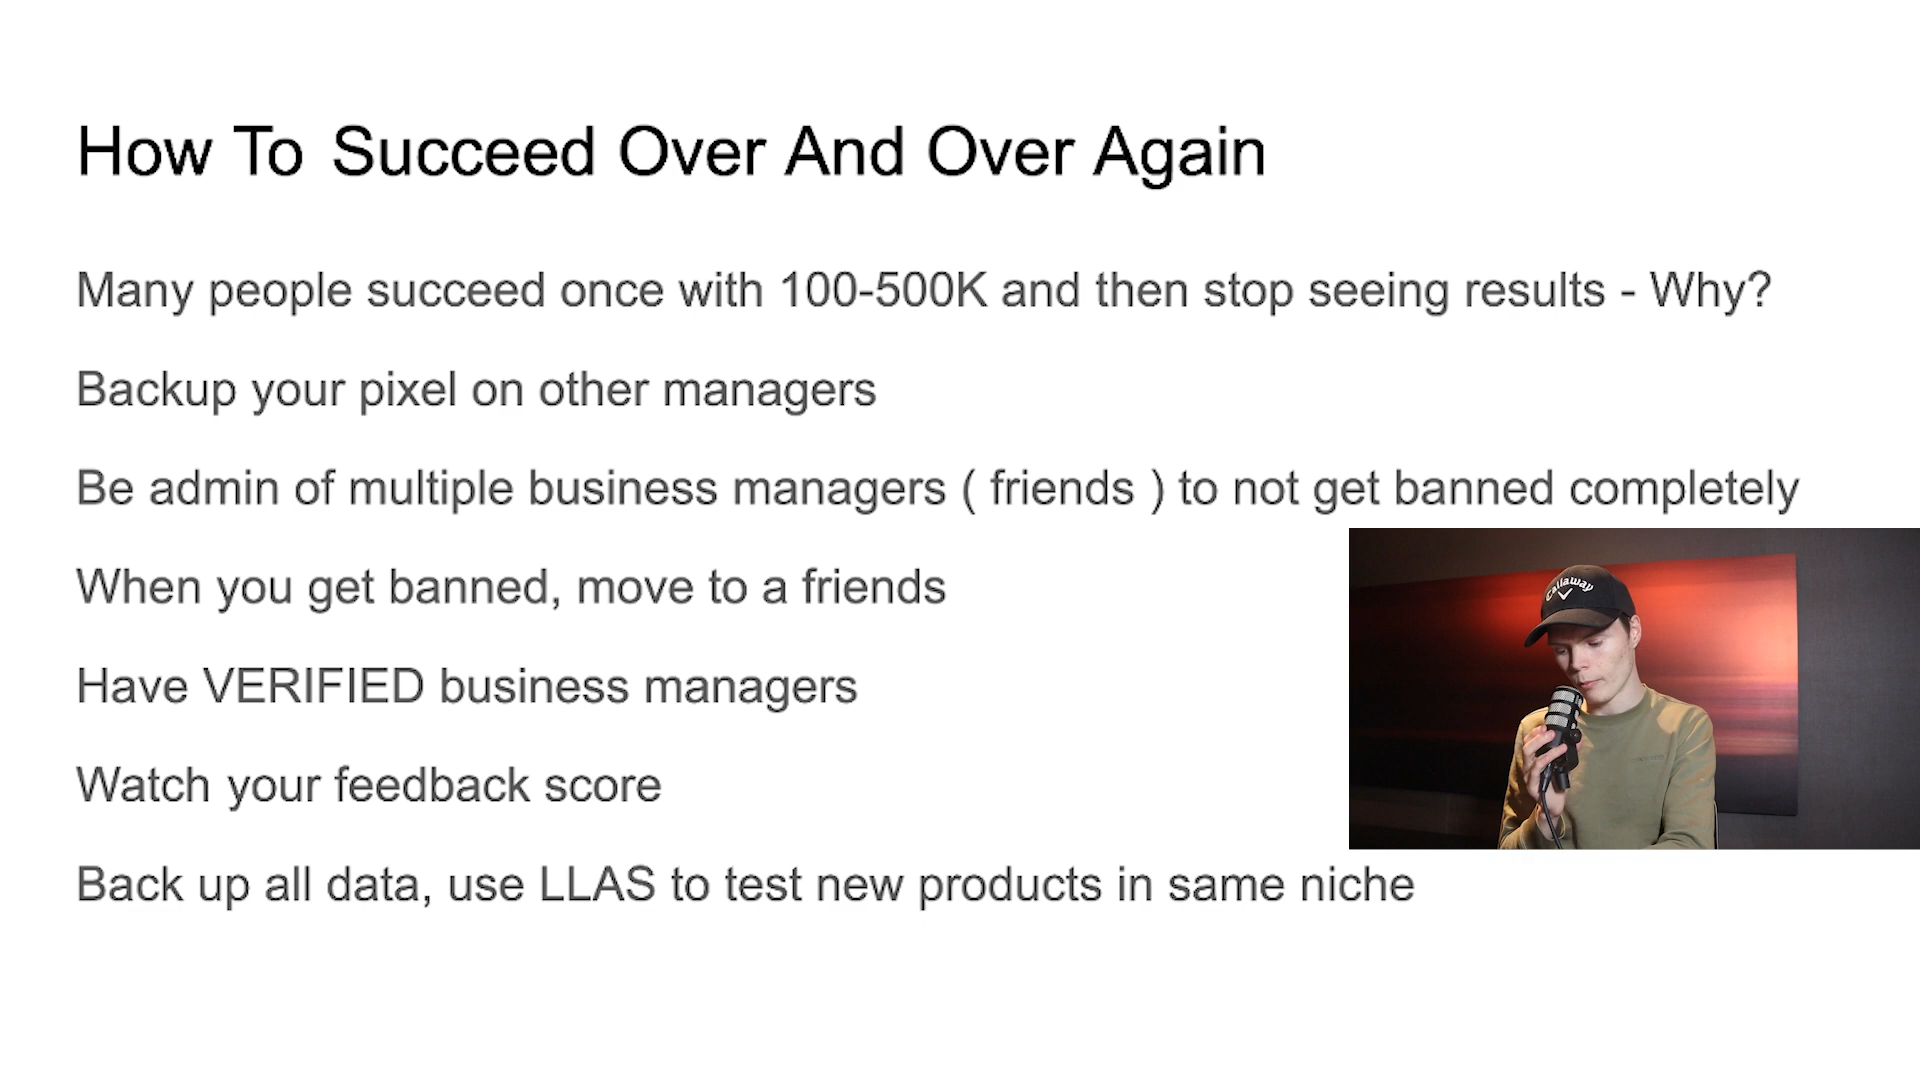 How To Succeed Over And Over Again
Many people succeed once with 100-500K and then stop seeing results - Why?
Backup your pixel on other managers
Be admin of multiple business managers ( friends ) to not get banned completely
When you get banned, move to a friends
Have VERIFIED business managers
Watch your feedback score
Back up all data, use LLAS to test new products in same niche
Callaway